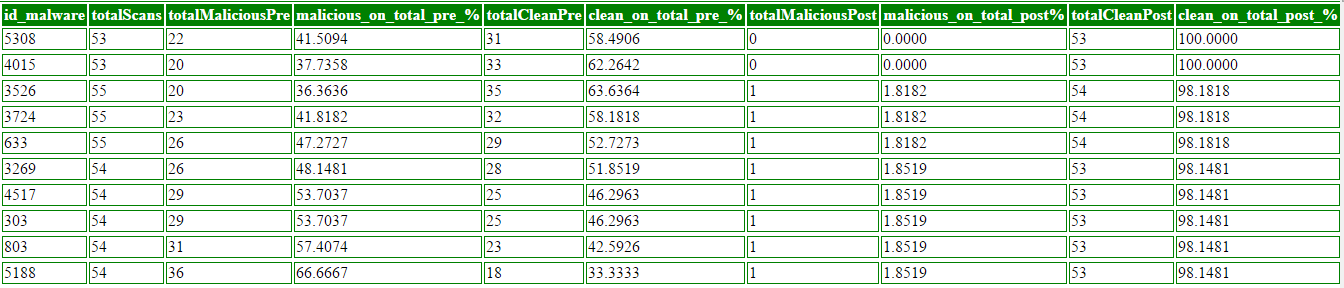 id_malware totalScans totalMaliciousPre malicious_on_total_pre_% totalCleanPre clean_on_total_pre_% totalMaliciousPost malicious_on_total_post% totalCleanPost clean_on_total_post_%
5308 53 22 41.5094 31 58.4906 0 0.0000 53 100.0000
4015 53 20 37.7358 33 62.2642 0 0.0000 53 100.0000
3526 55 20 36.3636 35 63.6364 1 1.8182 54 98.1818
3724 55 23 41.8182 32 58.1818 1 1.8182 54 98.1818
633 55 26 47.2727 29 52.7273 1 1.8182 54 98.1818
3269 54 26 48.1481 28 51.8519 1 1.8519 53 98.1481
4517 54 29 53.7037 25 46.2963 1 1.8519 53 98.1481
303 54 29 53.7037 25 46.2963 1 1.8519 53 98.1481
803 54 31 57.4074 23 42.5926 1 1.8519 53 98.1481
5188 54 36 66.6667 18 33.3333 1 1.8519 53 98.1481